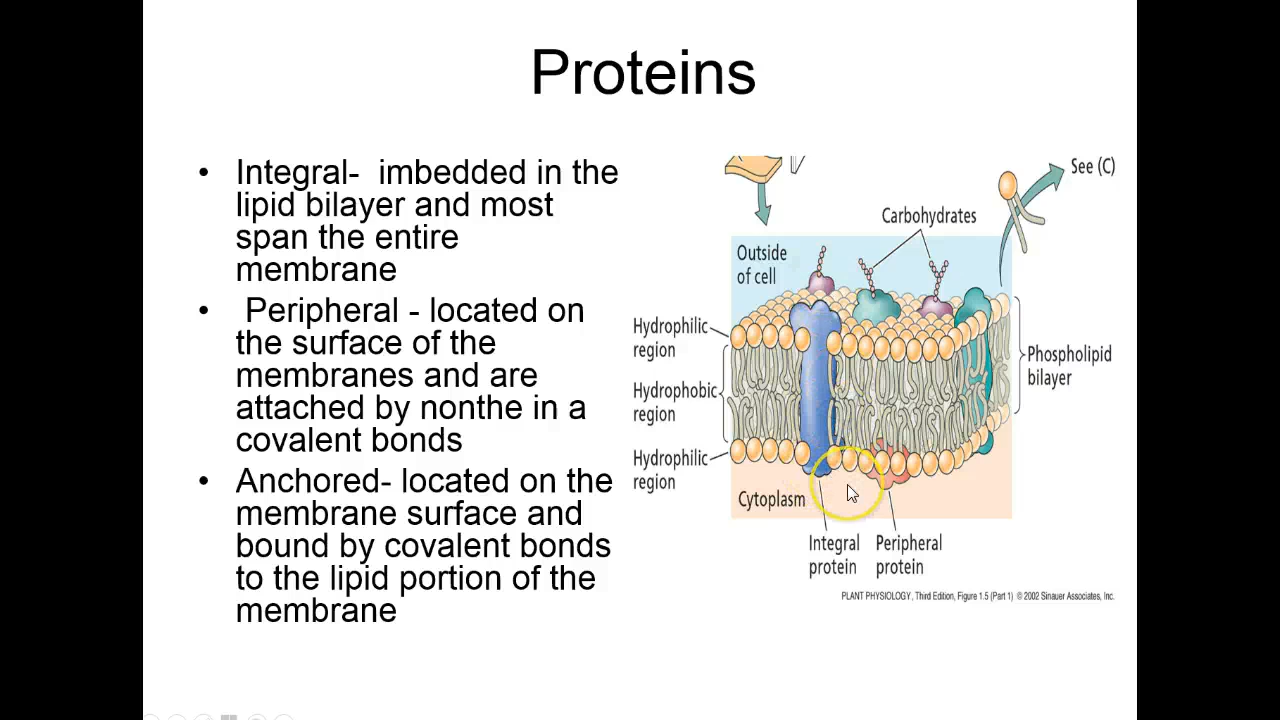 Proteins
• Integral-  imbedded in the
lipid bilayer and most
span the entire
membrane
•  Peripheral - located on
the surface of the
membranes and are
attached by nonthe in a
covalent bonds
• Anchored- located on the
membrane surface and
bound by covalent bonds
to the lipid portion of the
membrane
See (C)
Carbohydrates
Outside
of cell
Hydrophilic
region
Hydrophobic
region
Hydrophilic
region
Phospholipid
bilayer
Cytoplasm
Integral
protein
Peripheral
protein
PLANT PHYSIOLOGY, Third Edition, Figure 1.5 (Part 1) © 2002 Sinauer Associates, Inc.